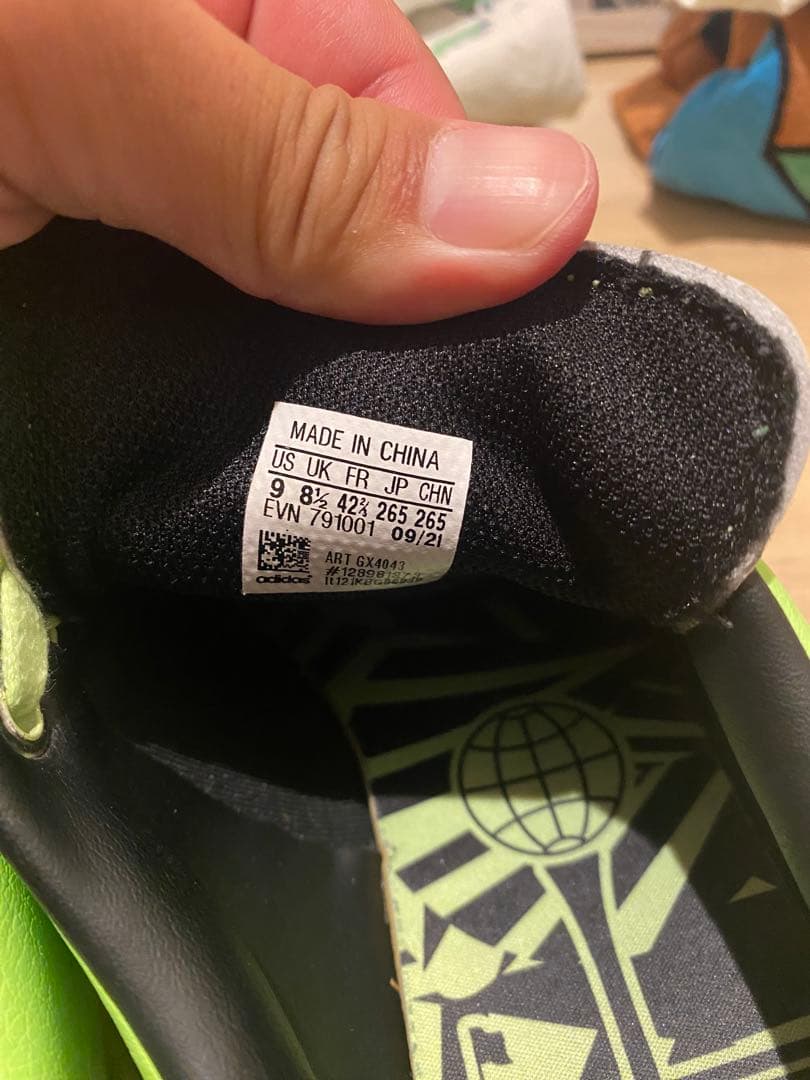 MADE IN CHINA
US UK FR JP CHN
9 8½ 42⅔ 265 265
EVN 791001 09/21
ART GX4043
adidas